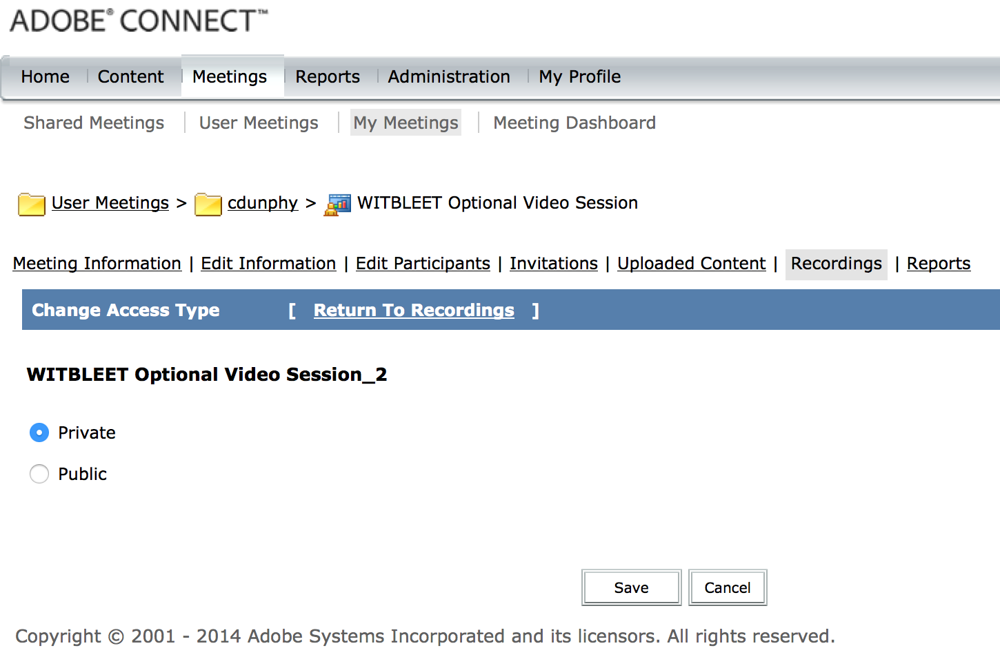 ADOBE® CONNECT™
Home Content Meetings Reports Administration My Profile
Shared Meetings User Meetings My Meetings Meeting Dashboard
User Meetings > cdunphy > WITBLEET Optional Video Session
Meeting Information | Edit Information | Edit Participants | Invitations | Uploaded Content | Recordings | Reports
Change Access Type [ Return To Recordings ]
WITBLEET Optional Video Session_2
Private
Public
Save Cancel
Copyright © 2001 - 2014 Adobe Systems Incorporated and its licensors. All rights reserved.